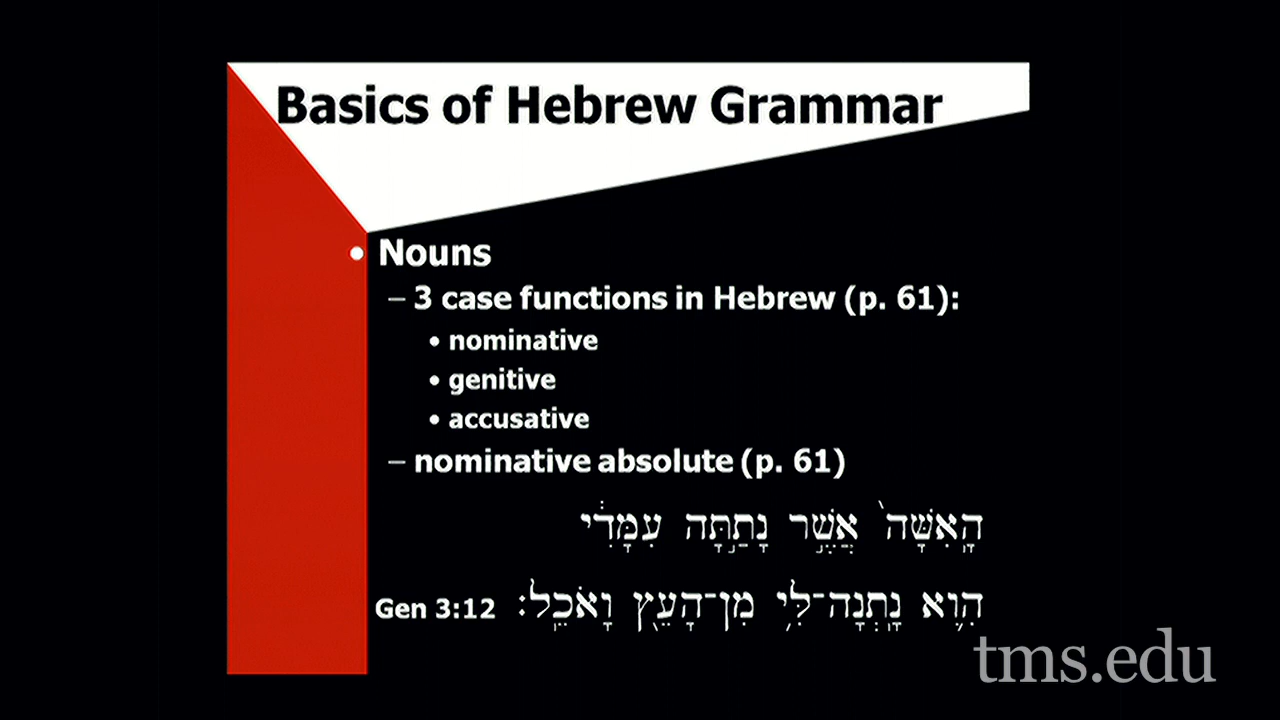 Basics of Hebrew Grammar
• Nouns
– 3 case functions in Hebrew (p. 61):
• nominative
• genitive
• accusative
– nominative absolute (p. 61)
הָֽאִשָּׁה֙ אֲשֶׁ֣ר נָתַ֣תָּה עִמָּדִ֔י
Gen 3:12 הִ֛וא נָֽתְנָה־לִּ֥י מִן־הָעֵ֖ץ וָאֹכֵֽל׃
tms.edu